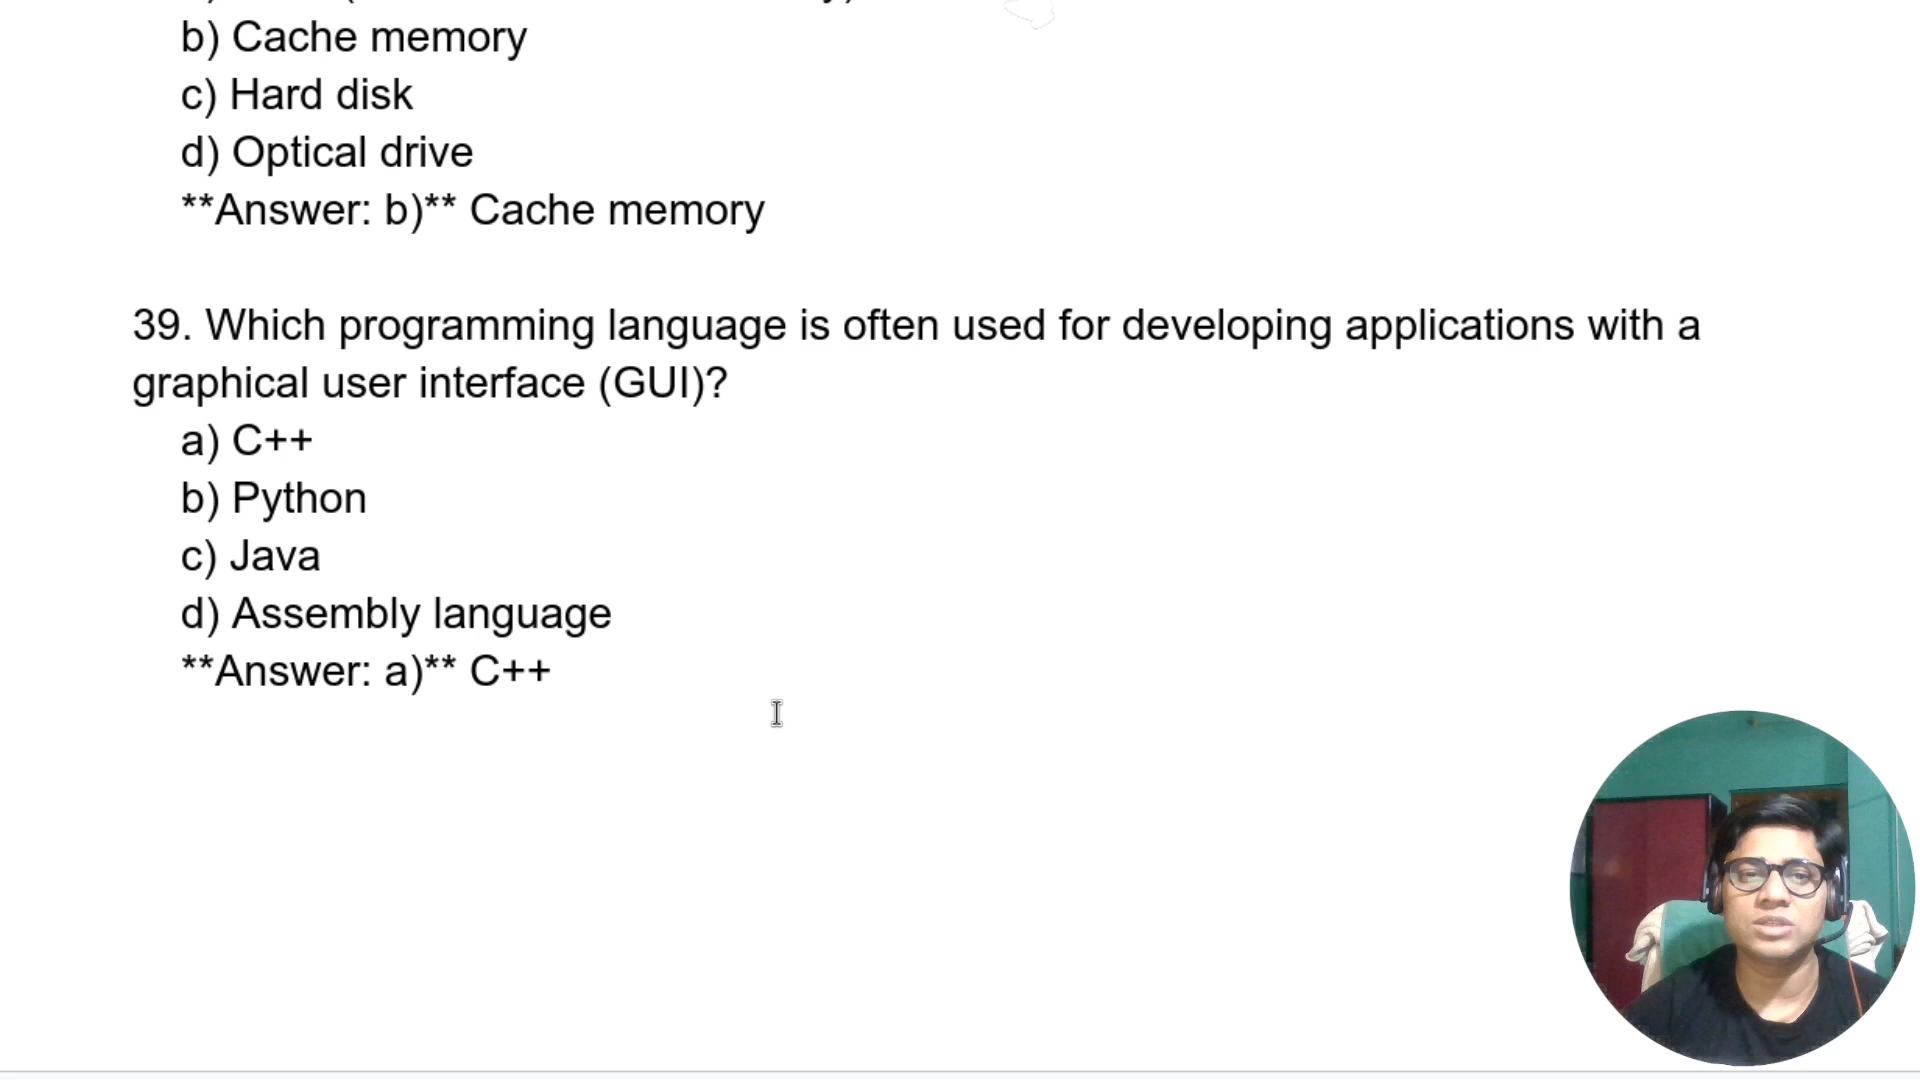 b) Cache memory
c) Hard disk
d) Optical drive
**Answer: b)** Cache memory
39. Which programming language is often used for developing applications with a
graphical user interface (GUI)?
a) C++
b) Python
c) Java
d) Assembly language
**Answer: a)** C++